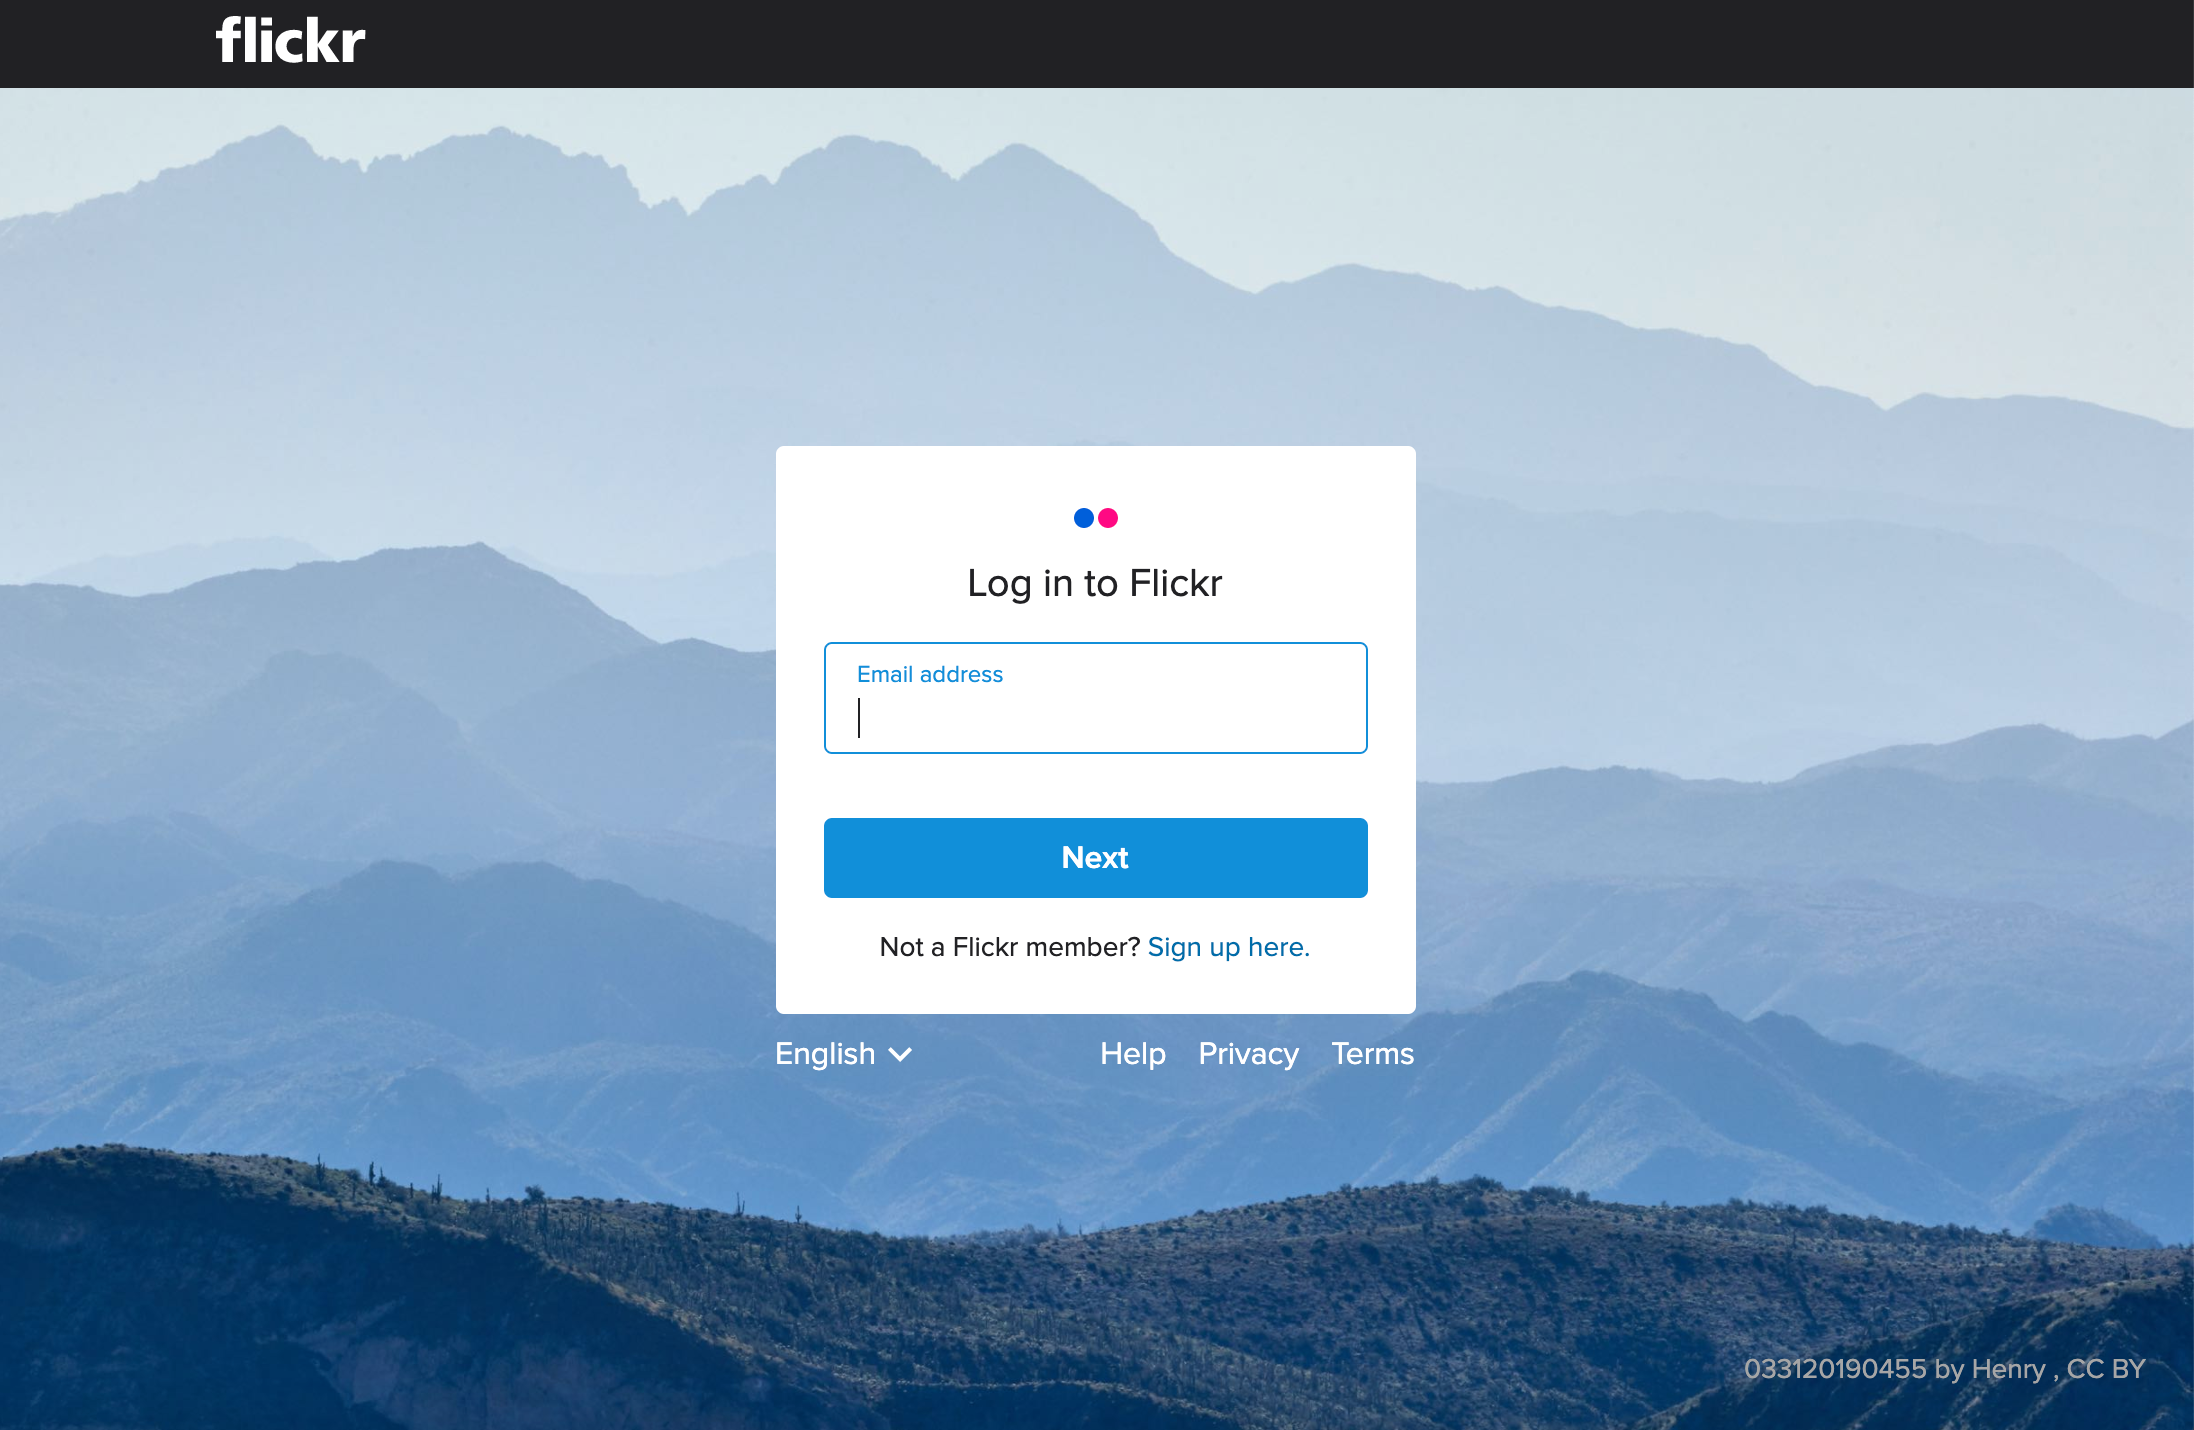 flickr
Log in to Flickr
Email address
Next
Not a Flickr member? Sign up here.
English
Help Privacy Terms
033120190455 by Henry , CC BY